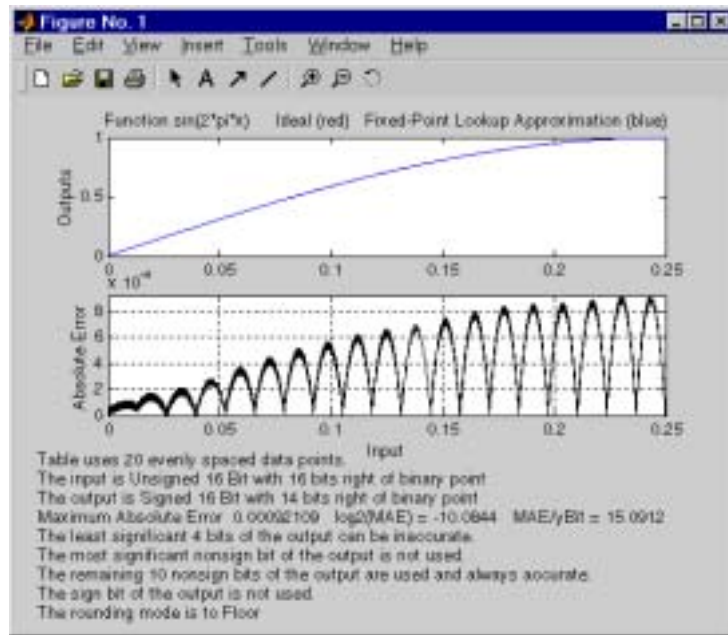 Figure No. 1
File Edit View Insert Tools Window Help
A
Function sin(2*pi*x) Ideal (red) Fixed-Point Lookup Approximation (blue)
1
0.5
0
Outputs
0 0.05 0.1 0.15 0.2 0.25
x 10⁻⁴
8
6
4
2
0
Absolute Error
0 0.05 0.1 0.15 0.2 0.25
Input
Table uses 20 evenly spaced data points.
The input is Unsigned 16 Bit with 16 bits right of binary point
The output is Signed 16 Bit with 14 bits right of binary point
Maximum Absolute Error 0.00092109 log2(MAE) = -10.0844 MAE/yBit = 15.0912
The least significant 4 bits of the output can be inaccurate.
The most significant nonsign bit of the output is not used.
The remaining 10 nonsign bits of the output are used and always accurate.
The sign bit of the output is not used.
The rounding mode is to Floor